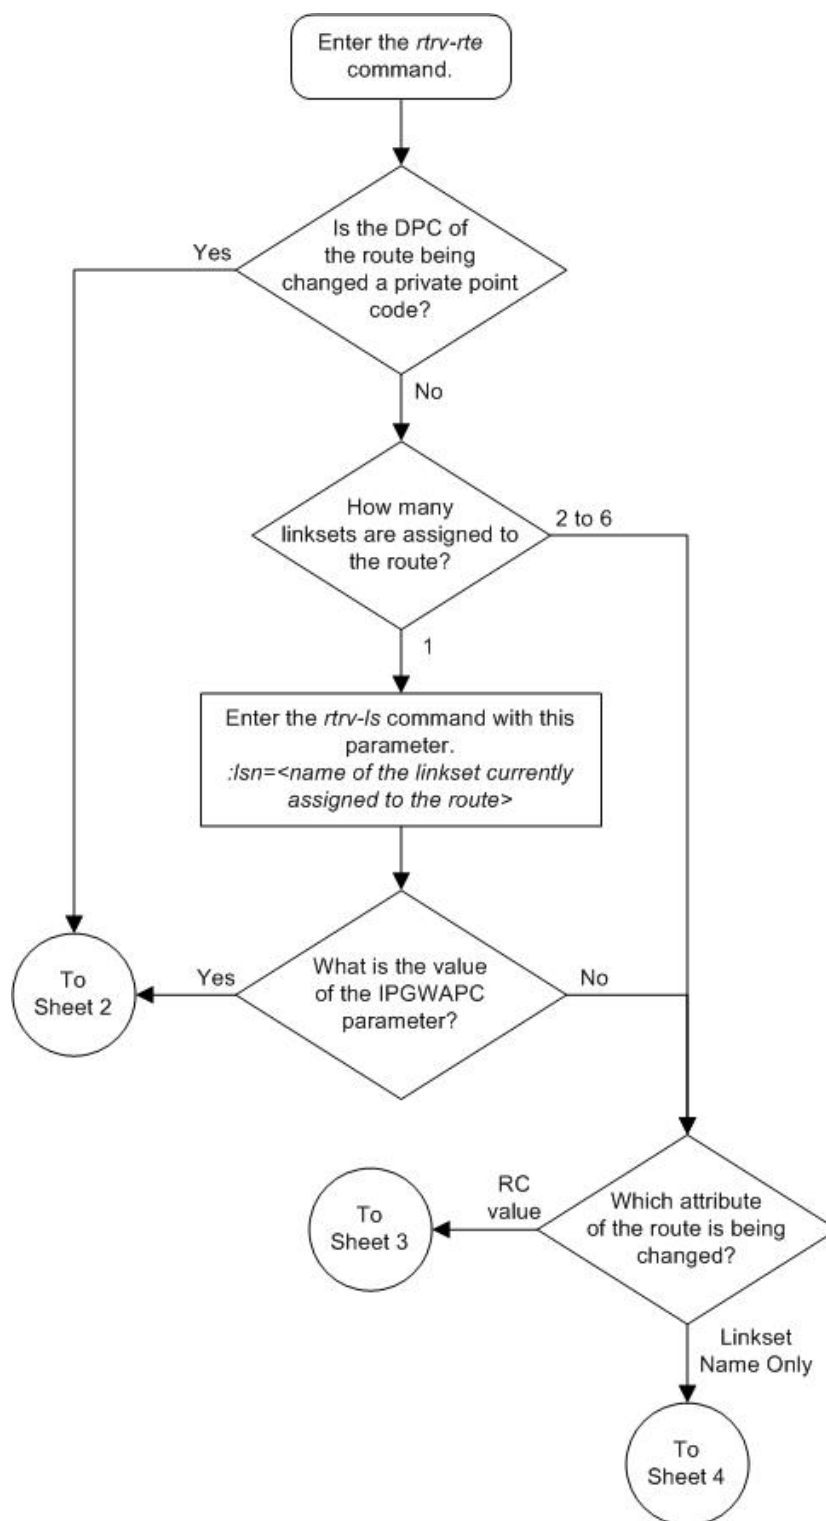 Enter the rtrv-rte
command.
Is the DPC of
the route being
changed a private point
code?
Yes
No
How many
linksets are assigned to
the route?
2 to 6
1
Enter the rtrv-ls command with this
parameter.
:lsn=<name of the linkset currently
assigned to the route>
To
Sheet 2
Yes
What is the value
of the IPGWAPC
parameter?
No
To
Sheet 3
RC
value
Which attribute
of the route is being
changed?
Linkset
Name Only
To
Sheet 4